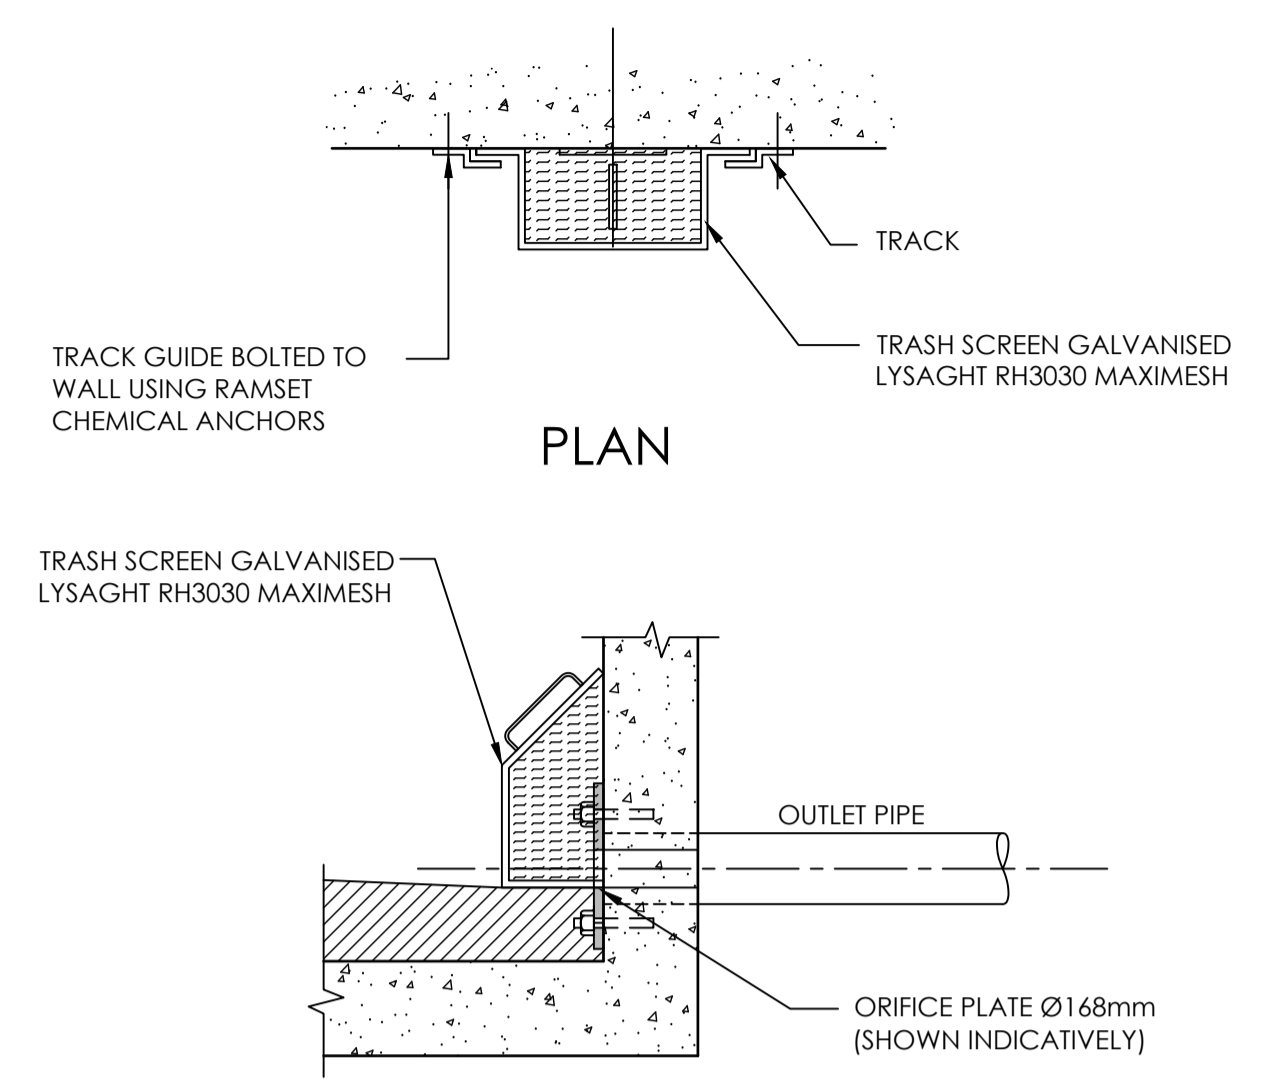 TRACK
TRASH SCREEN GALVANISED
LYSAGHT RH3030 MAXIMESH
TRACK GUIDE BOLTED TO
WALL USING RAMSET
CHEMICAL ANCHORS
PLAN
TRASH SCREEN GALVANISED
LYSAGHT RH3030 MAXIMESH
OUTLET PIPE
ORIFICE PLATE Ø168mm
(SHOWN INDICATIVELY)